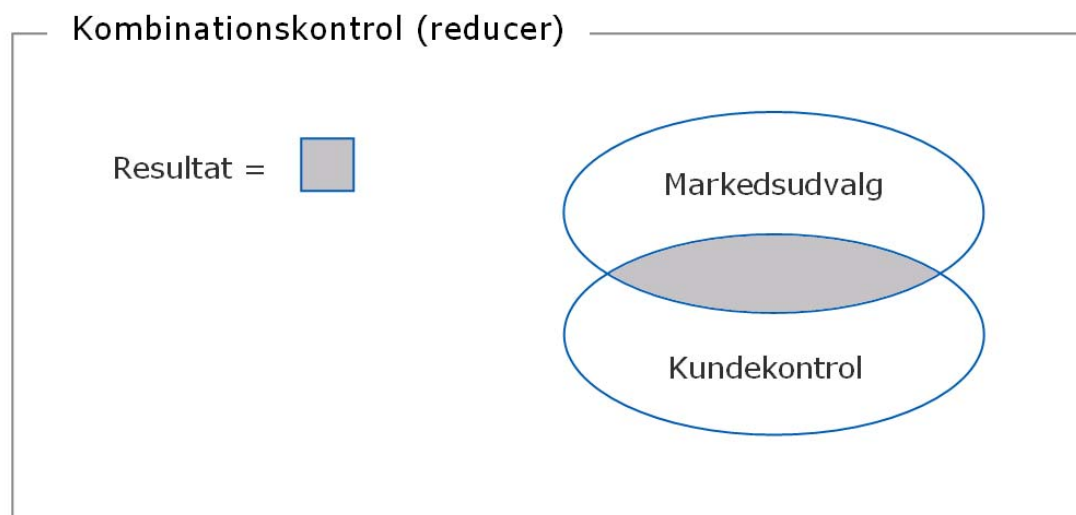 Kombinationskontrol (reducer)
Resultat =
Markedsudvalg
Kundekontrol